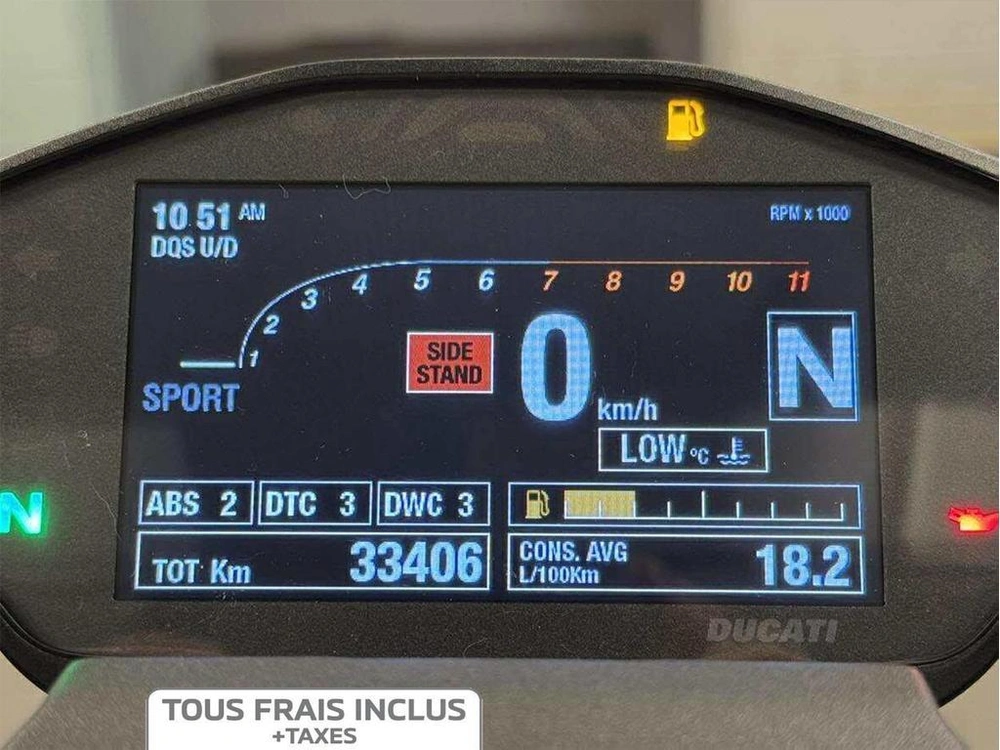 10:51 AM
RPM x 1000
DQS U/D
1 2 3 4 5 6 7 8 9 10 11
SIDE
STAND
0 km/h
N
SPORT
LOW °C
N
ABS 2 DTC 3 DWC 3
TOT Km 33406
CONS. AVG
L/100Km
18.2
DUCATI
TOUS FRAIS INCLUS
+TAXES